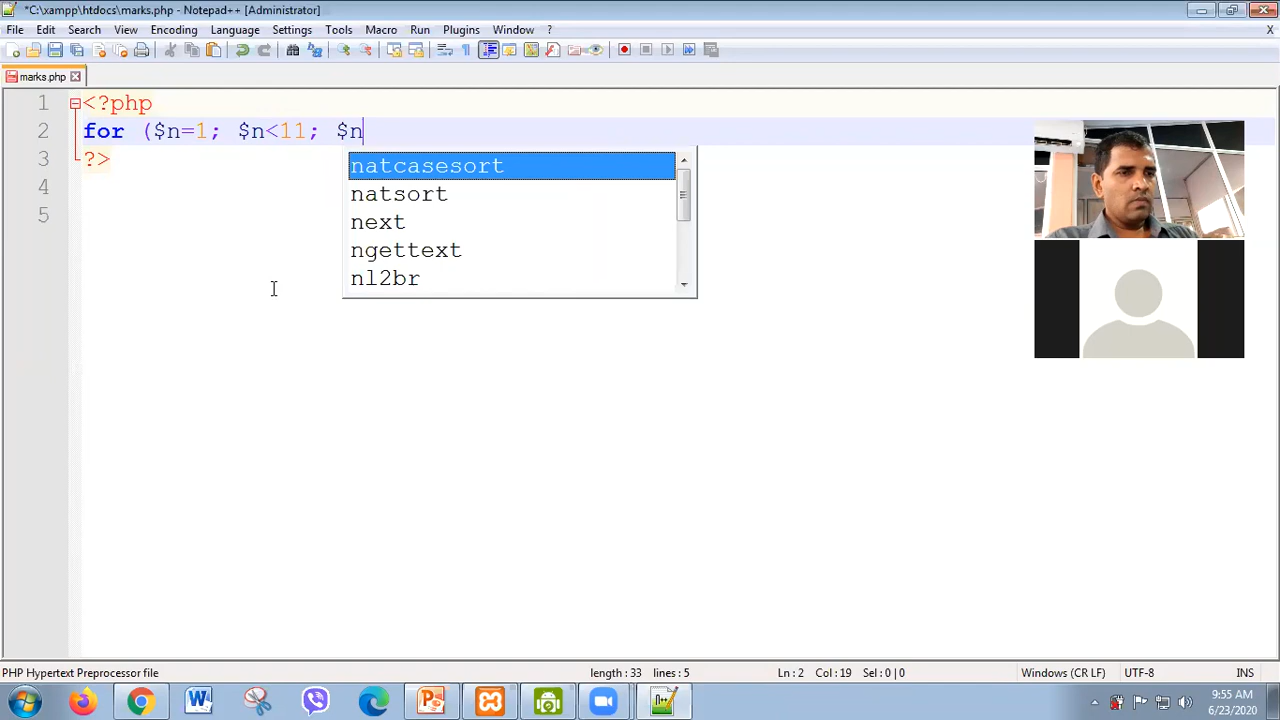 *C:\xampp\htdocs\marks.php - Notepad++ [Administrator]
File Edit Search View Encoding Language Settings Tools Macro Run Plugins Window ? X
marks.php
1 <?php
2 for ($n=1; $n<11; $n
3 ?>
4
5
natcasesort
natsort
next
ngettext
nl2br
PHP Hypertext Preprocessor file length : 33 lines : 5 Ln : 2 Col : 19 Sel : 0 | 0 Windows (CR LF) UTF-8 INS
9:55 AM
6/23/2020